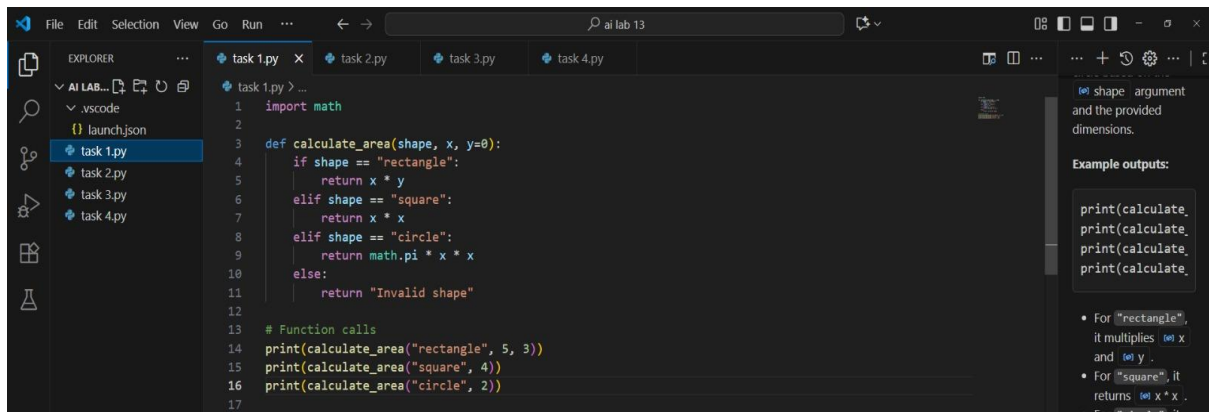 File Edit Selection View Go Run ··· ai lab 13
EXPLORER ···
AI LAB...
.vscode
{} launch.json
task 1.py
task 2.py
task 3.py
task 4.py
task 1.py × task 2.py task 3.py task 4.py
task 1.py > ...
1 import math
2
3 def calculate_area(shape, x, y=0):
4 if shape == "rectangle":
5 return x * y
6 elif shape == "square":
7 return x * x
8 elif shape == "circle":
9 return math.pi * x * x
10 else:
11 return "Invalid shape"
12
13 # Function calls
14 print(calculate_area("rectangle", 5, 3))
15 print(calculate_area("square", 4))
16 print(calculate_area("circle", 2))
17
shape argument
and the provided
dimensions.
Example outputs:
print(calculate_
print(calculate_
print(calculate_
print(calculate_
• For "rectangle",
it multiplies x
and y .
• For "square", it
returns x * x .